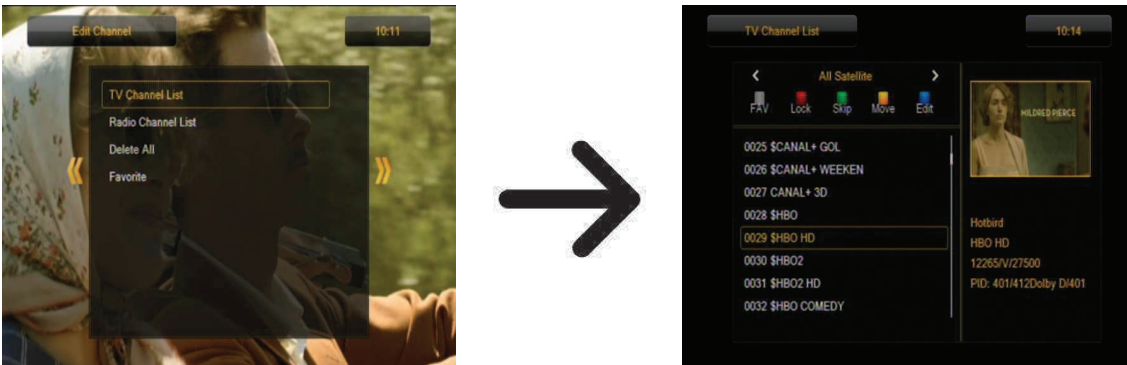 Edit Channel
10:11
TV Channel List
Radio Channel List
Delete All
Favorite
TV Channel List
10:14
All Satellite
FAV Lock Skip Move Edit
0025 $CANAL+ GOL
0026 $CANAL+ WEEKEN
0027 CANAL+ 3D
0028 $HBO
0029 $HBO HD
0030 $HBO2
0031 $HBO2 HD
0032 $HBO COMEDY
MILDRED PIERCE
Hotbird
HBO HD
12265/V/27500
PID: 401/412Dolby D/401